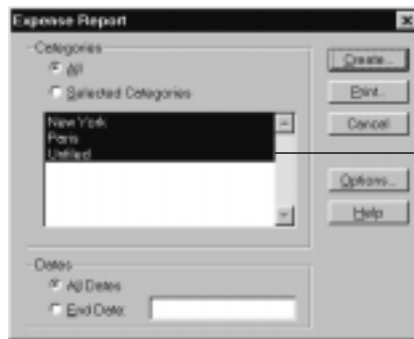 Expense Report
Categories
All
Selected Categories
New York
Paris
Untitled
Create...
Print...
Cancel
Options...
Help
Dates
All Dates
End Date: